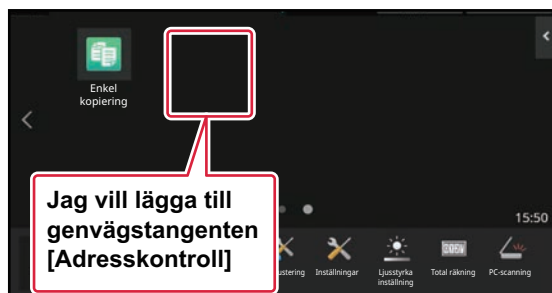 Enkel
kopiering
Jag vill lägga till
genvägstangenten
[Adresskontroll]
15:50
Inställningar
Ljusstyrka
inställning
Total räkning
PC-scanning